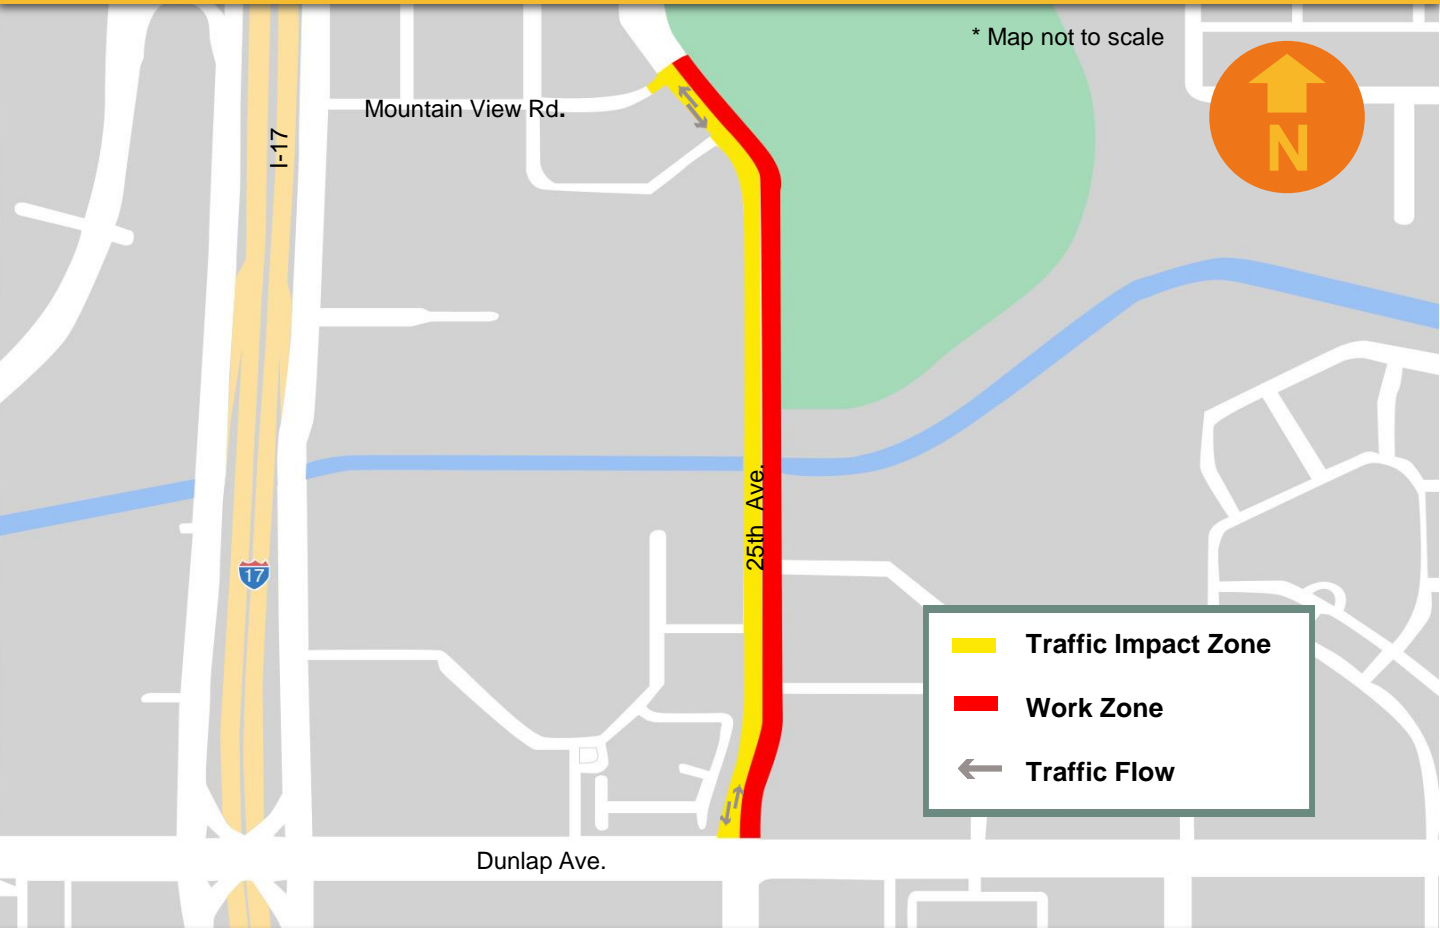 * Map not to scale
N
Mountain View Rd.
I-17
25th Ave.
17
Traffic Impact Zone
Work Zone
Traffic Flow
Dunlap Ave.